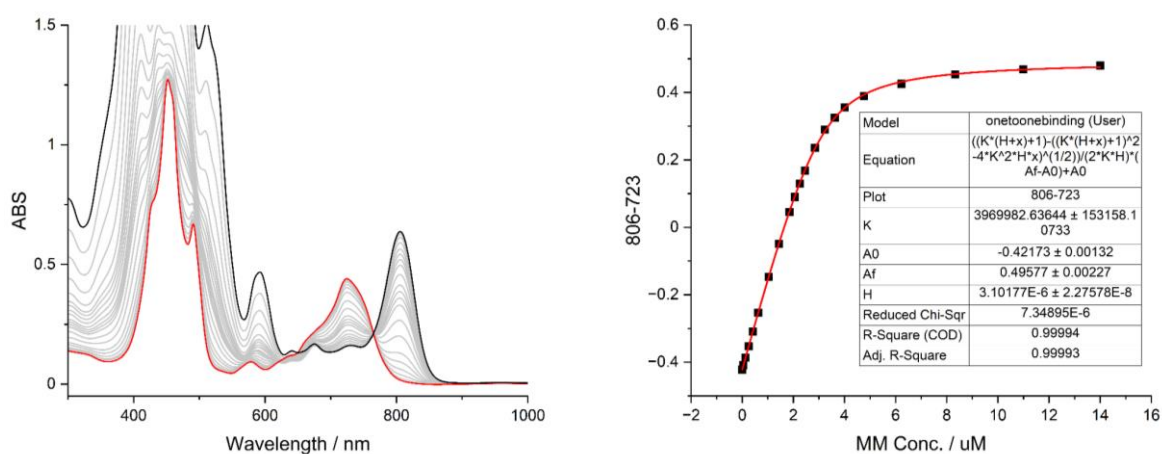 1.5
1
0.5
0
400
600
800
1000
ABS
Wavelength / nm
0.6
0.4
0.2
0
−0.2
−0.4
−2
0
2
4
6
8
10
12
14
16
806-723
MM Conc. / uM
Model onetoonebinding (User)
Equation ((K*(H+x)+1)-((K*(H+x)+1)^2
-4*K^2*H*x)^(1/2))/(2*K*H)*(
Af-A0)+A0
Plot 806-723
K 3969982.63644 ± 153158.1
0733
A0 -0.42173 ± 0.00132
Af 0.49577 ± 0.00227
H 3.10177E-6 ± 2.27578E-8
Reduced Chi-Sqr 7.34895E-6
R-Square (COD) 0.99994
Adj. R-Square 0.99993